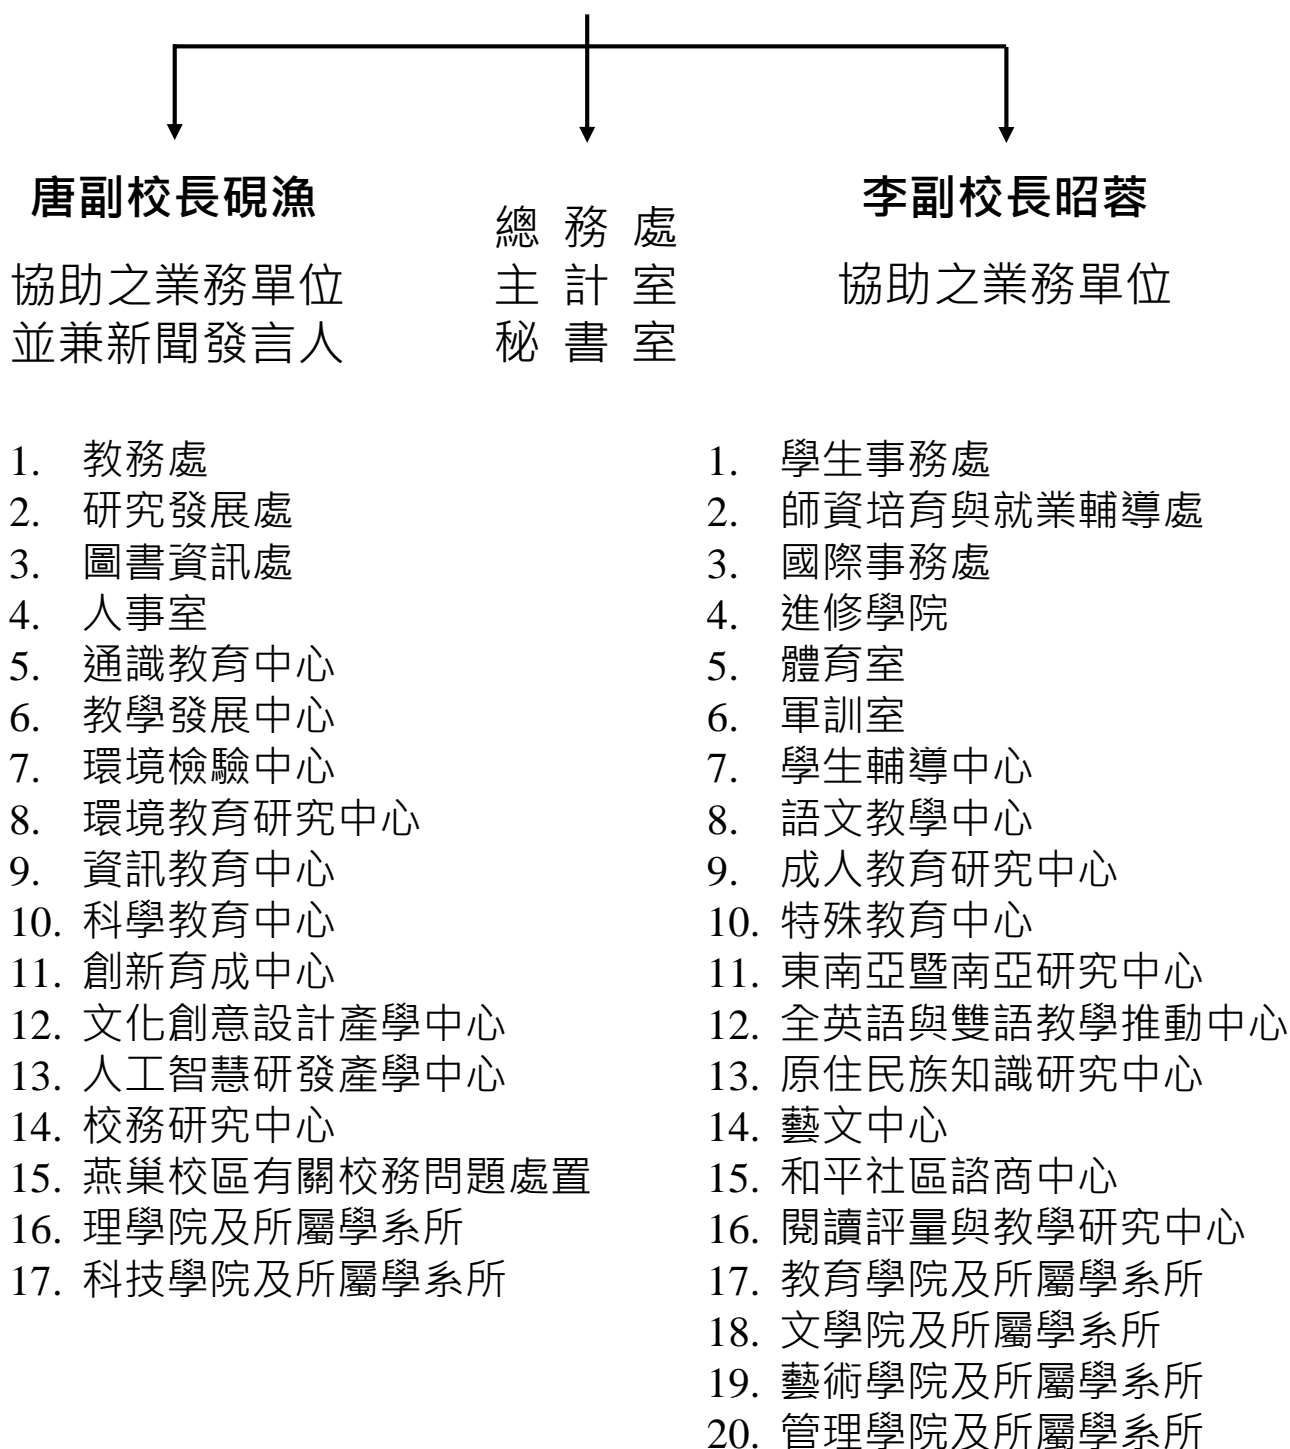 唐副校長硯漁
協助之業務單位
並兼新聞發言人
1. 教務處
2. 研究發展處
3. 圖書資訊處
4. 人事室
5. 通識教育中心
6. 教學發展中心
7. 環境檢驗中心
8. 環境教育研究中心
9. 資訊教育中心
10. 科學教育中心
11. 創新育成中心
12. 文化創意設計產學中心
13. 人工智慧研發產學中心
14. 校務研究中心
15. 燕巢校區有關校務問題處置
16. 理學院及所屬學系所
17. 科技學院及所屬學系所
總務處
主計室
秘書室
李副校長昭蓉
協助之業務單位
1. 學生事務處
2. 師資培育與就業輔導處
3. 國際事務處
4. 進修學院
5. 體育室
6. 軍訓室
7. 學生輔導中心
8. 語文教學中心
9. 成人教育研究中心
10. 特殊教育中心
11. 東南亞暨南亞研究中心
12. 全英語與雙語教學推動中心
13. 原住民族知識研究中心
14. 藝文中心
15. 和平社區諮商中心
16. 閱讀評量與教學研究中心
17. 教育學院及所屬學系所
18. 文學院及所屬學系所
19. 藝術學院及所屬學系所
20. 管理學院及所屬學系所